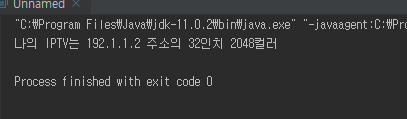 Unnamed
"C:₩Program Files₩Java₩jdk-11.0.2₩bin₩java.exe" "-javaagent:C:₩Pro
나의 IPTV는 192.1.1.2 주소의 32인치 2048컬러
Process finished with exit code 0